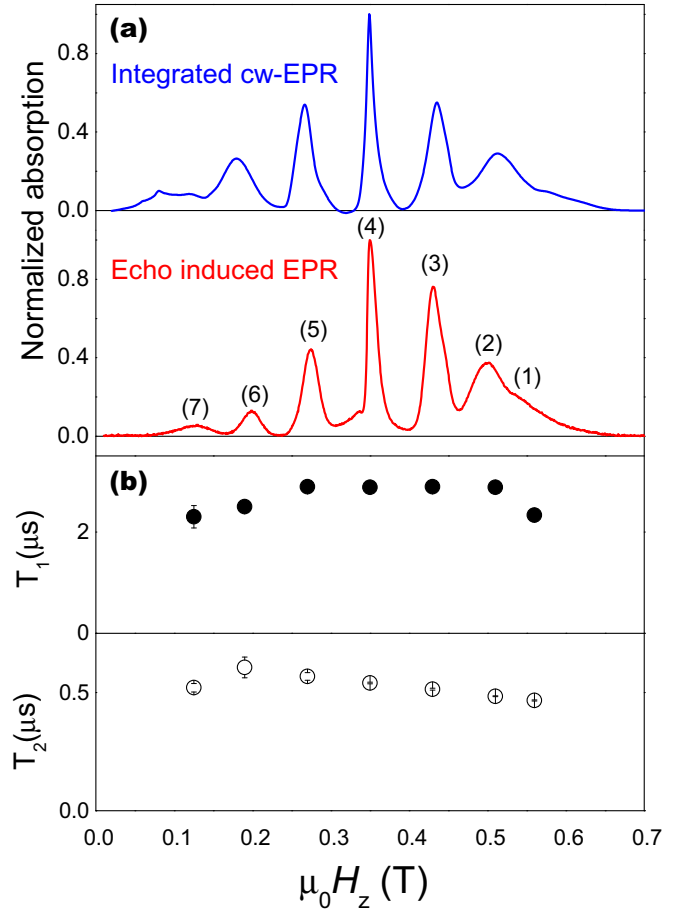 (a)
Integrated cw-EPR
Normalized absorption
0.8
0.4
0.0
(4)
Echo induced EPR
(3)
(5)
(2)
(1)
(6)
(7)
0.8
0.4
0.0
(b)
T1(μs)
2
0
T2(μs)
0.5
0.0
0.0 0.1 0.2 0.3 0.4 0.5 0.6 0.7
μ0Hz (T)